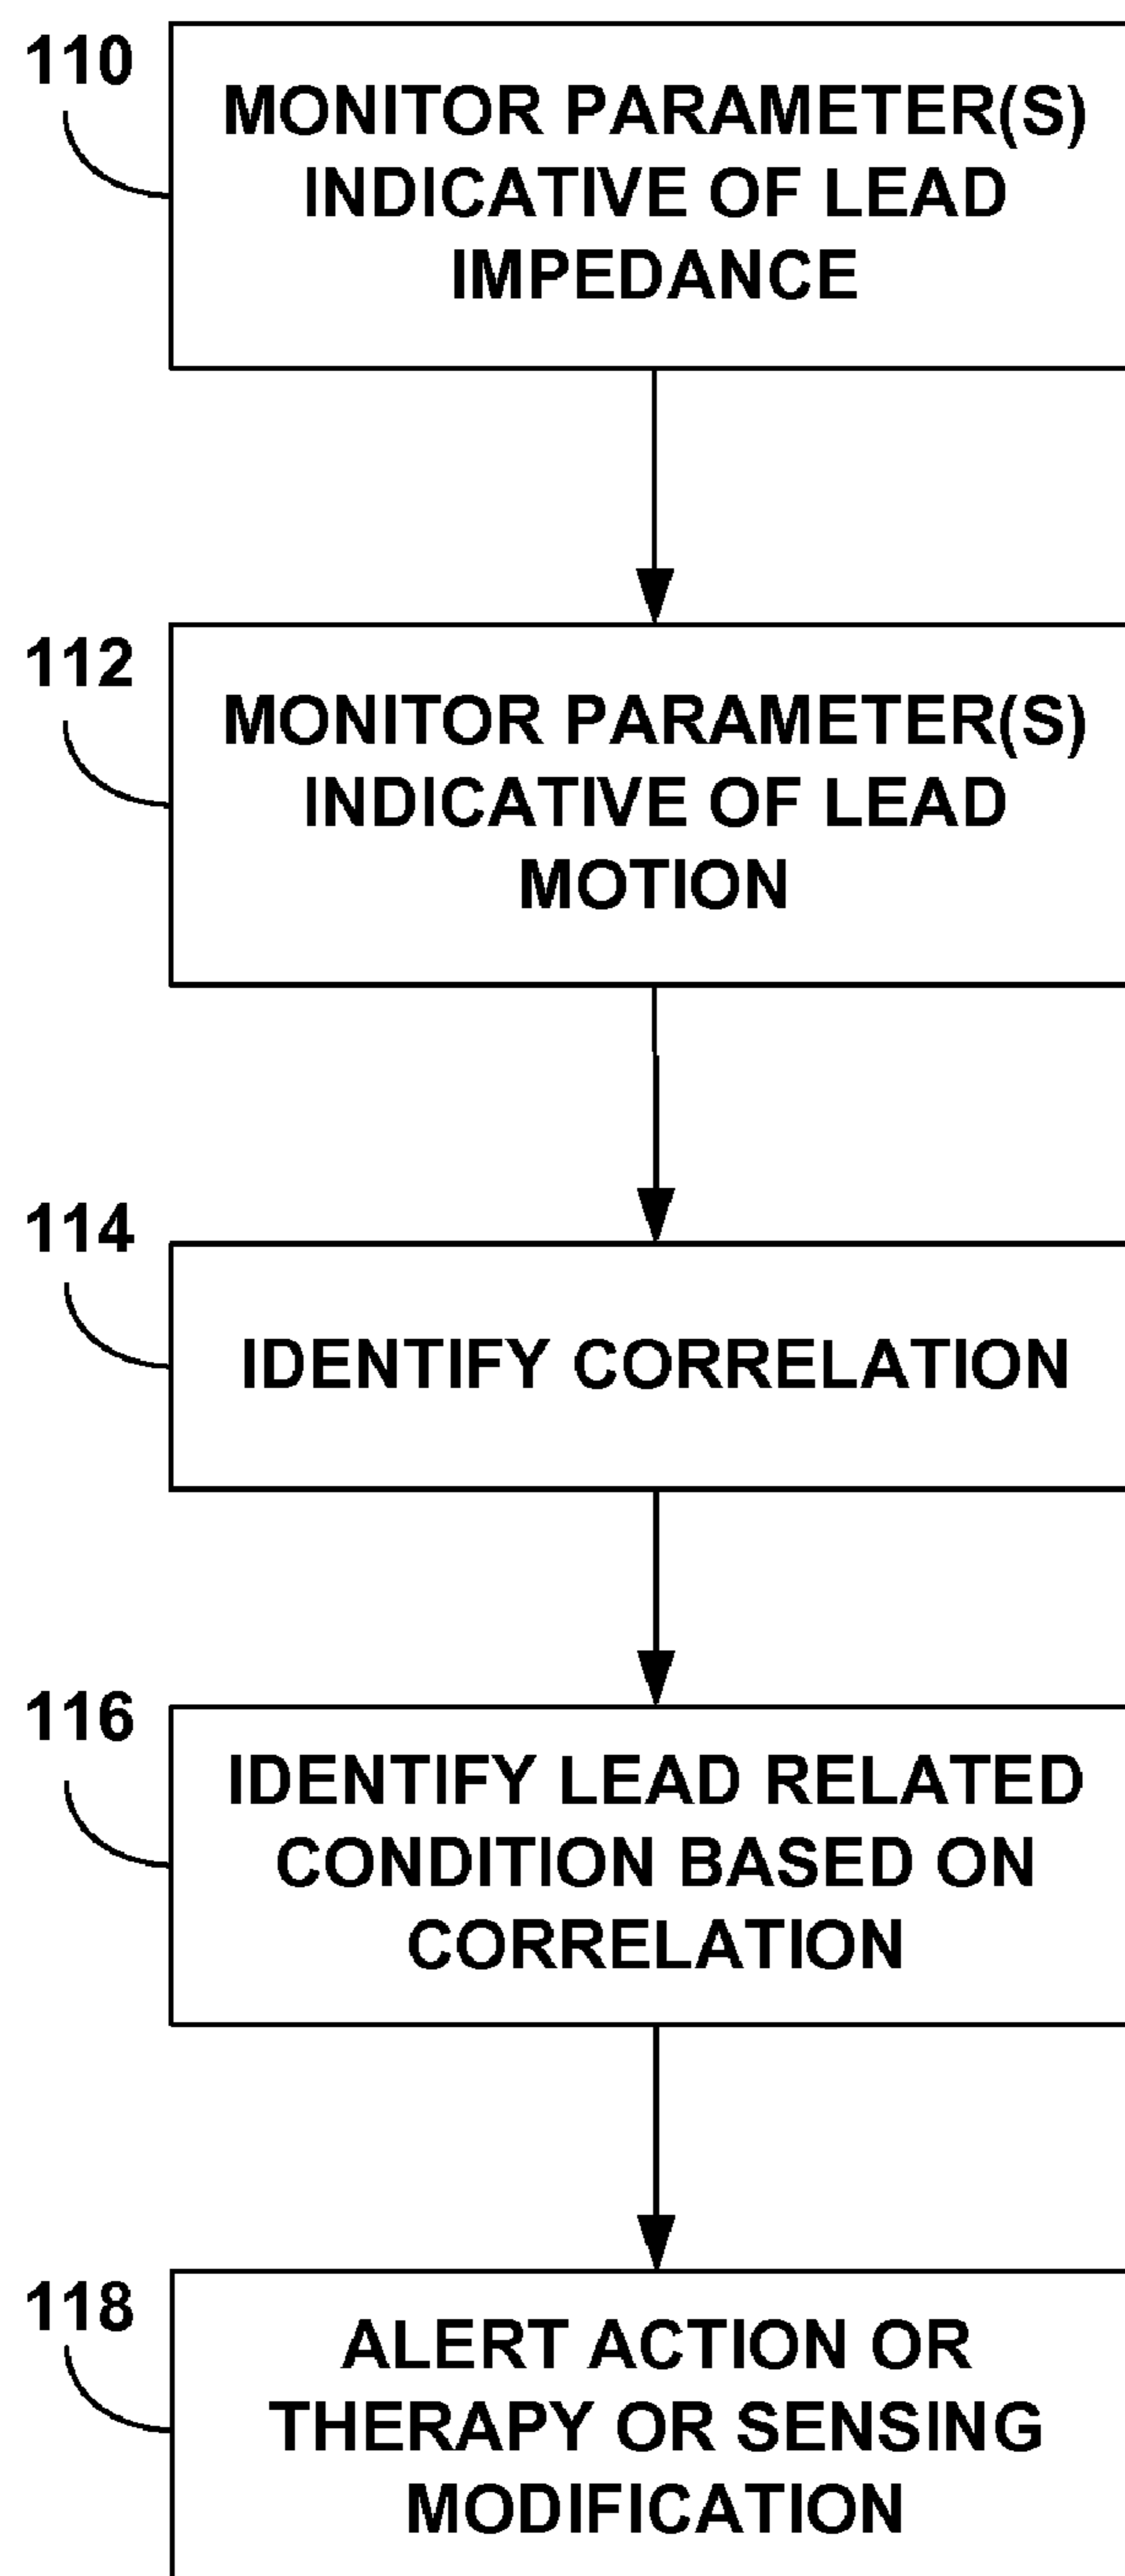 110
MONITOR PARAMETER(S)
INDICATIVE OF LEAD
IMPEDANCE
112
MONITOR PARAMETER(S)
INDICATIVE OF LEAD
MOTION
114
IDENTIFY CORRELATION
116
IDENTIFY LEAD RELATED
CONDITION BASED ON
CORRELATION
118
ALERT ACTION OR
THERAPY OR SENSING
MODIFICATION